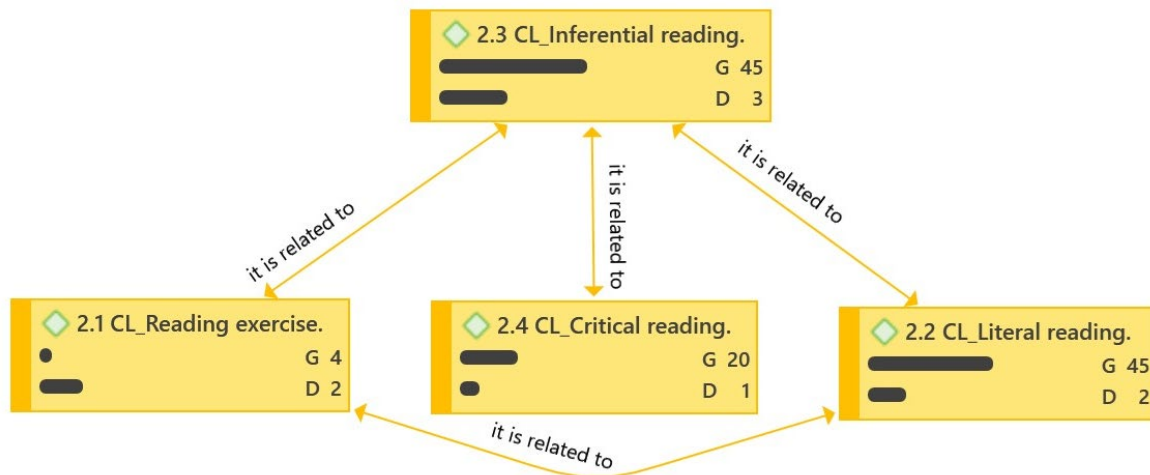 2.3 CL_Inferential reading.
G 45
D 3
it is related to
it is related to
it is related to
2.1 CL_Reading exercise.
G 4
D 2
2.4 CL_Critical reading.
G 20
D 1
2.2 CL_Literal reading.
G 45
D 2
it is related to